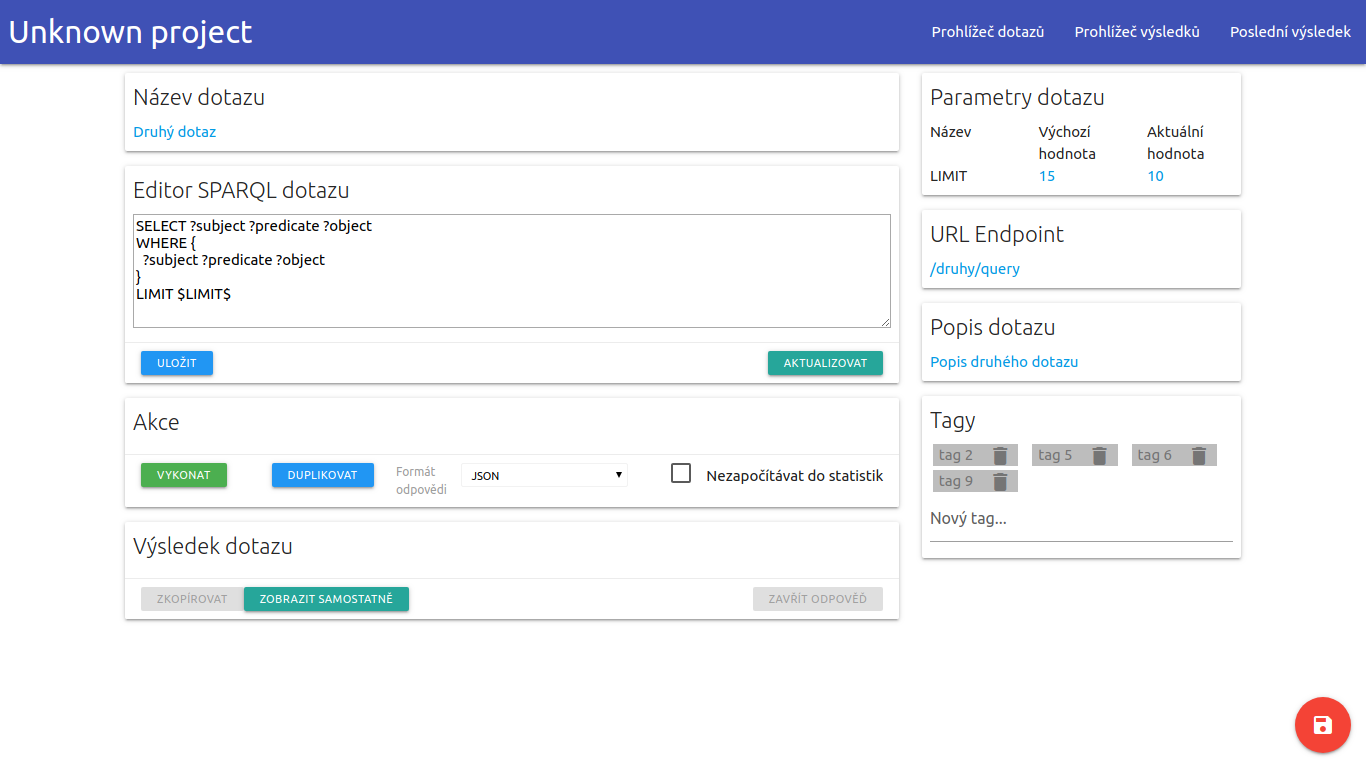 Unknown project
Prohlížeč dotazů
Prohlížeč výsledků
Poslední výsledek
Název dotazu
Druhý dotaz
Editor SPARQL dotazu
SELECT ?subject ?predicate ?object
WHERE {
  ?subject ?predicate ?object
}
LIMIT $LIMIT$
ULOŽIT
AKTUALIZOVAT
Akce
VYKONAT
DUPLIKOVAT
Formát
odpovědi
JSON
Nezapočítávat do statistik
Výsledek dotazu
ZKOPÍROVAT
ZOBRAZIT SAMOSTATNĚ
ZAVŘÍT ODPOVĚĎ
Parametry dotazu
Název
Výchozí
hodnota
Aktuální
hodnota
LIMIT
15
10
URL Endpoint
/druhy/query
Popis dotazu
Popis druhého dotazu
Tagy
tag 2
tag 5
tag 6
tag 9
Nový tag...